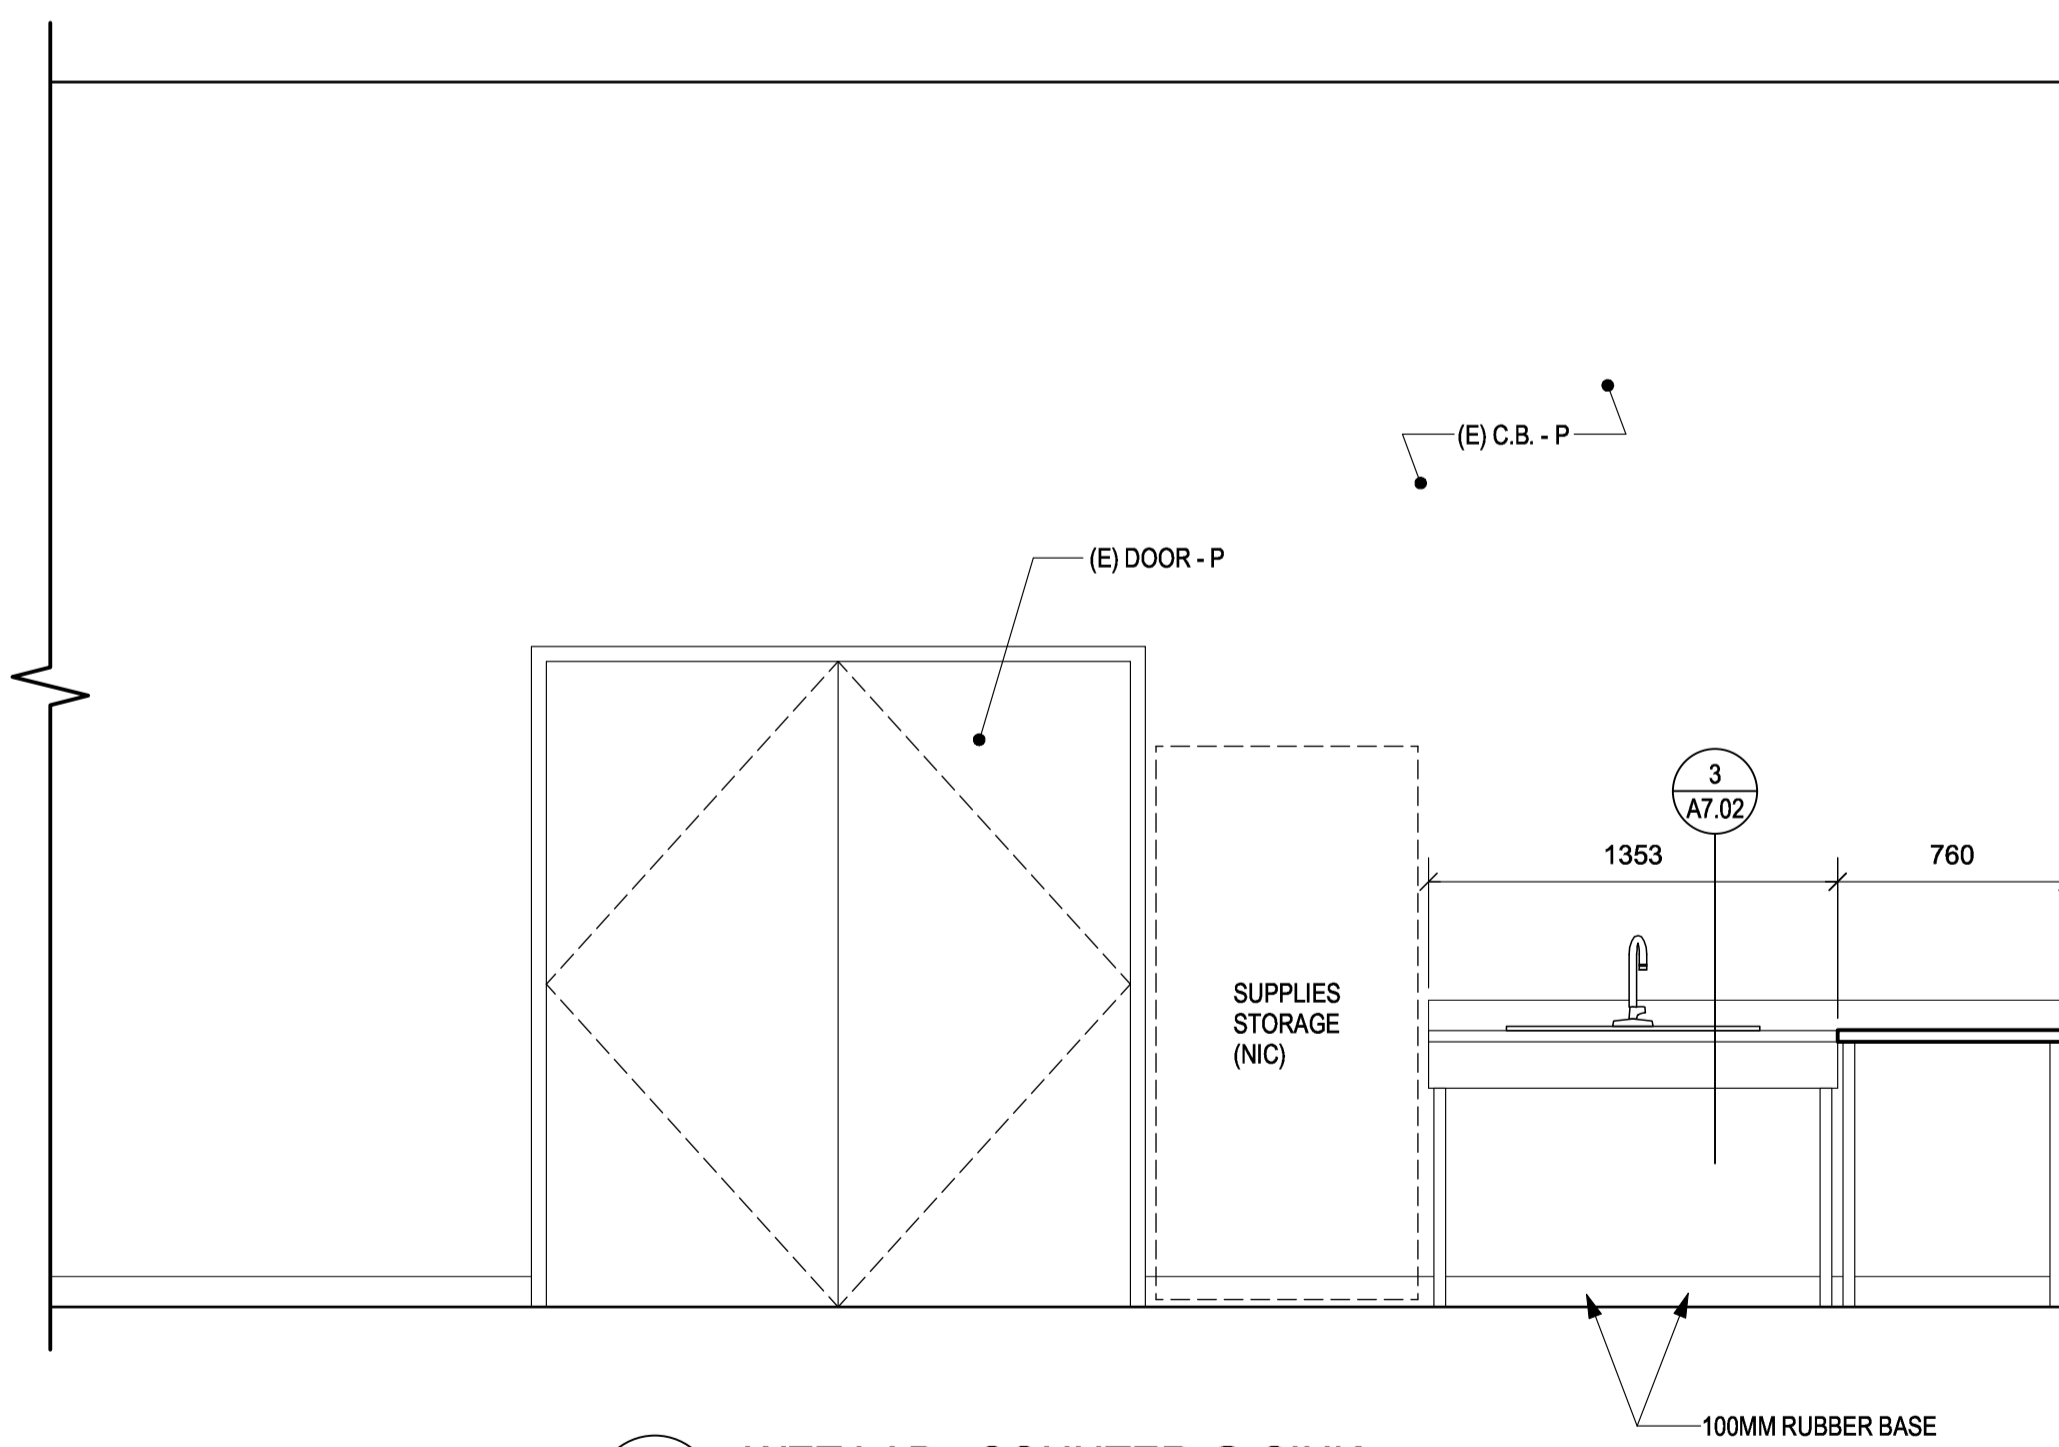 (E) C.B. - P
(E) DOOR - P
3
A7.02
1353
760
SUPPLIES
STORAGE
(NIC)
100MM RUBBER BASE